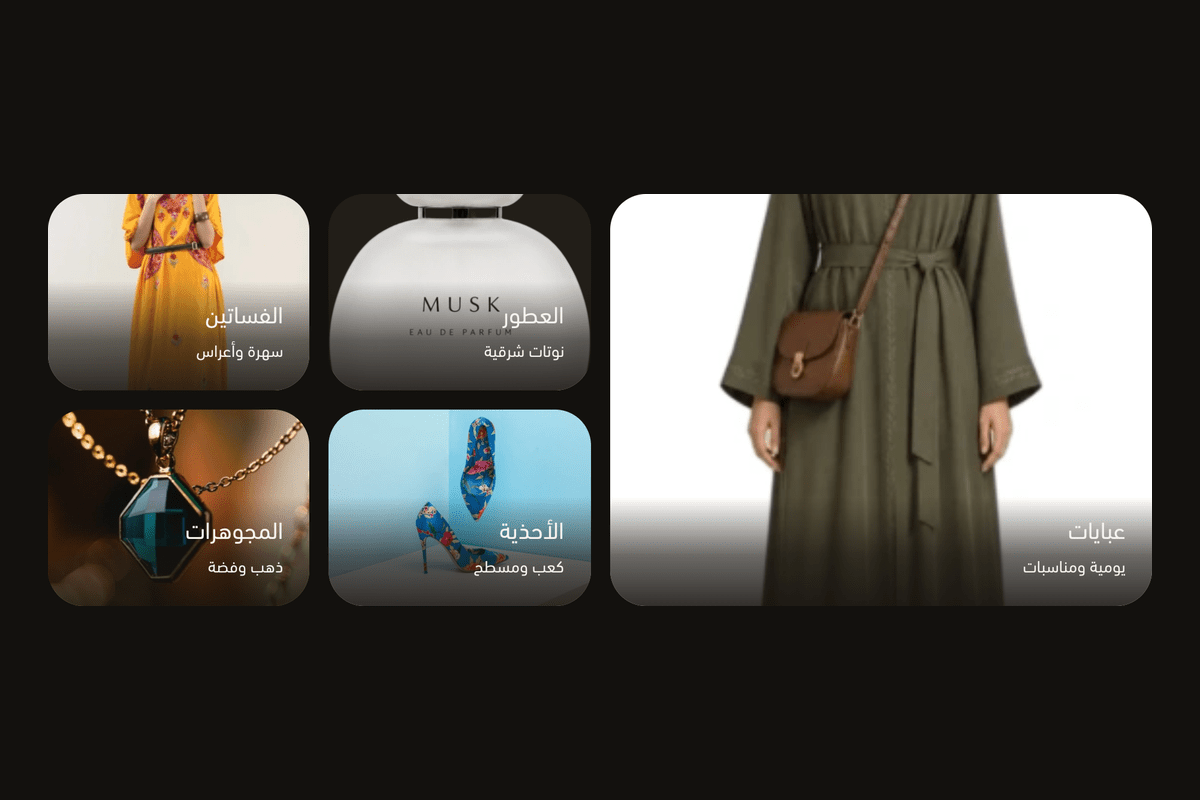 عبايات
يومية ومناسبات
العطور
نوتات شرقية
MUSK
EAU DE PARFUM
الفساتين
سهرة وأعراس
الأحذية
كعب ومسطح
المجوهرات
ذهب وفضة